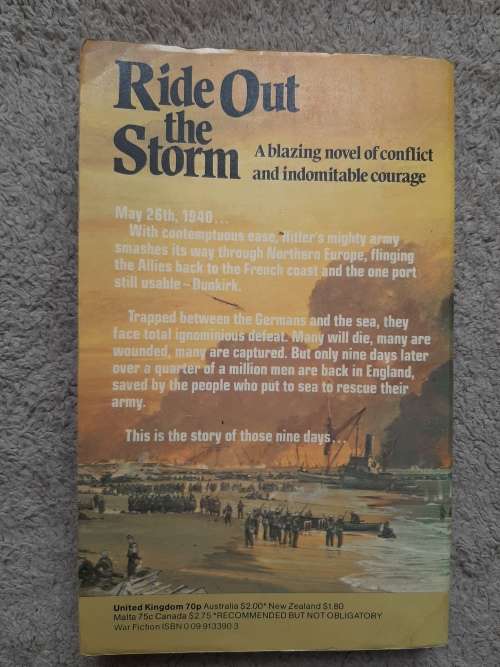 Ride Out
the
Storm
A blazing novel of conflict
and indomitable courage
May 26th, 1940...
With contemptuous ease, Hitler's mighty army
smashes its way through Northern Europe, flinging
the Allies back to the French coast and the one port
still usable – Dunkirk.
Trapped between the Germans and the sea, they
face total ignominious defeat. Many will die, many are
wounded, many are captured. But only nine days later
over a quarter of a million men are back in England,
saved by the people who put to sea to rescue their
army.
This is the story of those nine days...
United Kingdom 70p Australia $2.00* New Zealand $1.80
Malta 75c Canada $2.75 *RECOMMENDED BUT NOT OBLIGATORY
War Fiction ISBN 0 09 913390 3